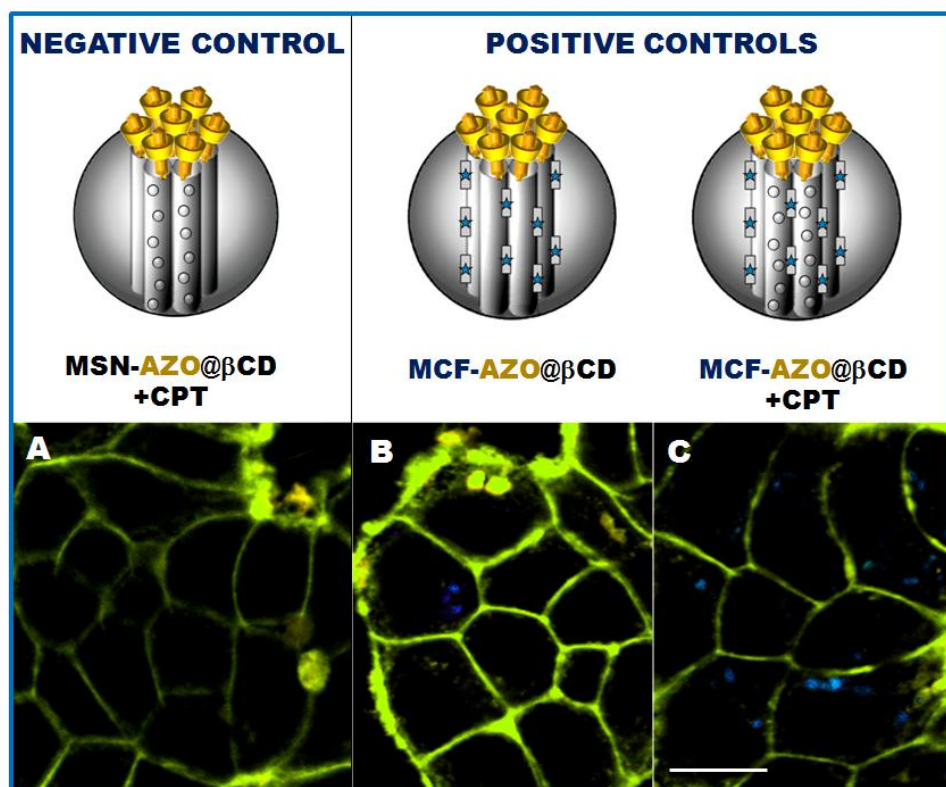 NEGATIVE CONTROL
POSITIVE CONTROLS
MSN-AZO@βCD
+CPT
MCF-AZO@βCD
MCF-AZO@βCD
+CPT
A
B
C